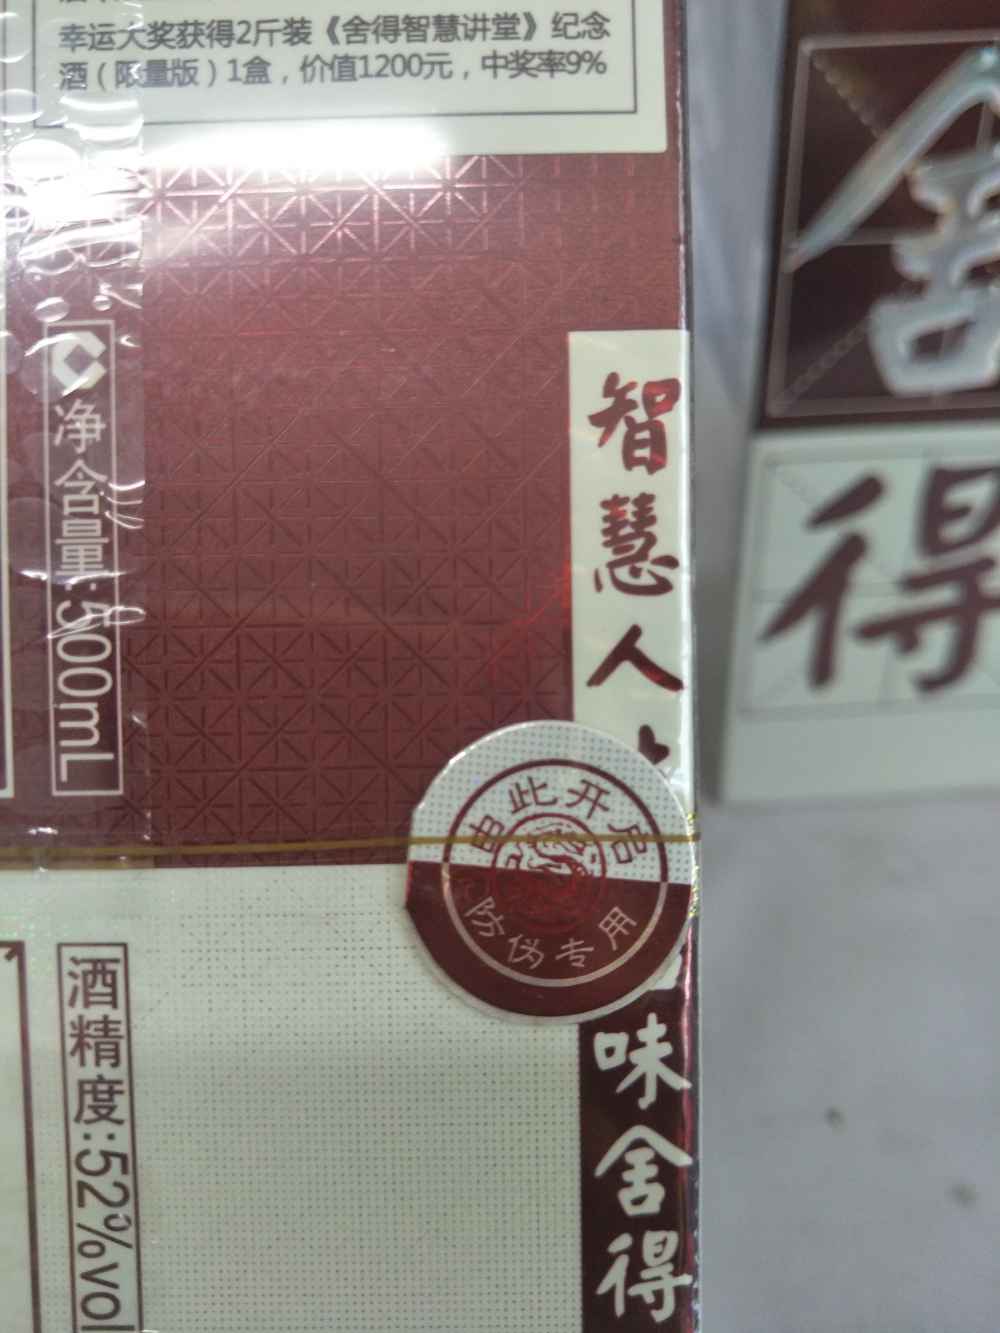 幸运大奖获得2斤装《舍得智慧讲堂》纪念
酒（限量版）1盒，价值1200元，中奖率9%
净含量:500mL
智慧人
味舍得
由此开启
防伪专用
酒精度:52%vol
舍
得